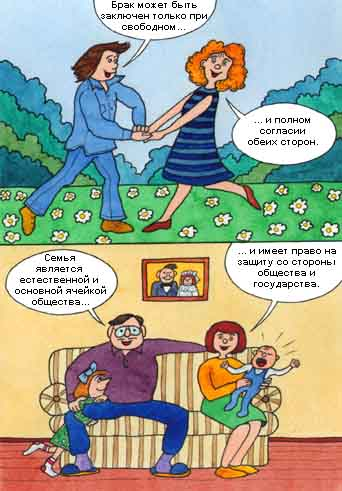 Брак может быть
заключен только при
свободном...
... и полном
согласии
обеих сторон.
Семья
является
естественной и
основной ячейкой
общества...
... и имеет право на
защиту со стороны
общества и
государства.